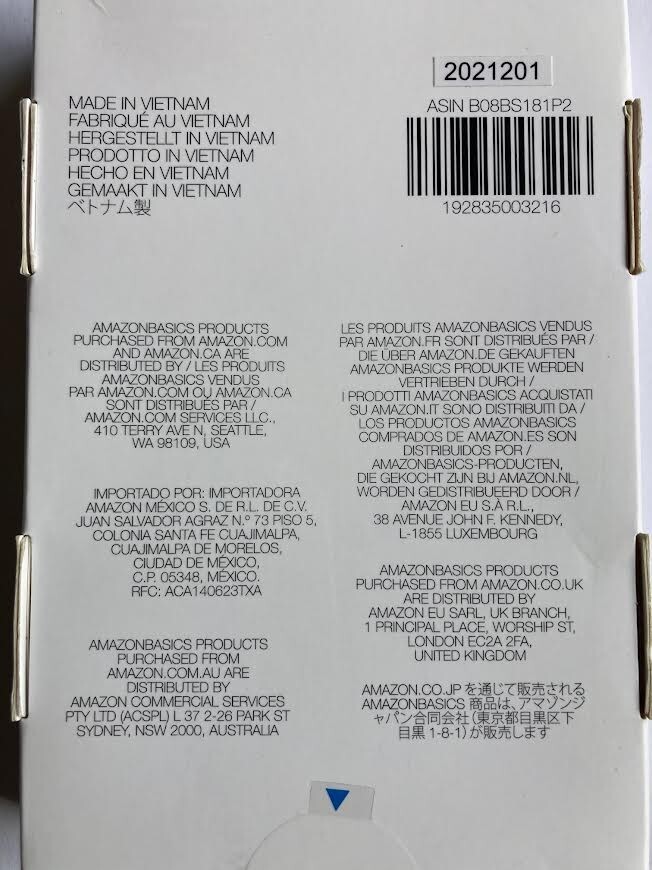 2021201
MADE IN VIETNAM
FABRIQUÉ AU VIETNAM
HERGESTELLT IN VIETNAM
PRODOTTO IN VIETNAM
HECHO EN VIETNAM
GEMAAKT IN VIETNAM
ベトナム製
ASIN B08BS181P2
192835003216
AMAZONBASICS PRODUCTS
PURCHASED FROM AMAZON.COM
AND AMAZON.CA ARE
DISTRIBUTED BY / LES PRODUITS
AMAZONBASICS VENDUS
PAR AMAZON.COM OU AMAZON.CA
SONT DISTRIBUÉS PAR /
AMAZON.COM SERVICES LLC.,
410 TERRY AVE N, SEATTLE,
WA 98109, USA
IMPORTADO POR: IMPORTADORA
AMAZON MÉXICO S. DE R.L. DE C.V.
JUAN SALVADOR AGRAZ N.º 73 PISO 5,
COLONIA SANTA FE CUAJIMALPA,
CUAJIMALPA DE MORELOS,
CIUDAD DE MÉXICO,
C.P. 05348, MÉXICO.
RFC: ACA140623TXA
AMAZONBASICS PRODUCTS
PURCHASED FROM
AMAZON.COM.AU ARE
DISTRIBUTED BY
AMAZON COMMERCIAL SERVICES
PTY LTD (ACSPL) L 37 2-26 PARK ST
SYDNEY, NSW 2000, AUSTRALIA
LES PRODUITS AMAZONBASICS VENDUS
PAR AMAZON.FR SONT DISTRIBUÉS PAR /
DIE ÜBER AMAZON.DE GEKAUFTEN
AMAZONBASICS PRODUKTE WERDEN
VERTRIEBEN DURCH /
I PRODOTTI AMAZONBASICS ACQUISTATI
SU AMAZON.IT SONO DISTRIBUITI DA /
LOS PRODUCTOS AMAZONBASICS
COMPRADOS DE AMAZON.ES SON
DISTRIBUIDOS POR /
AMAZONBASICS-PRODUCTEN,
DIE GEKOCHT ZIJN BIJ AMAZON.NL,
WORDEN GEDISTRIBUEERD DOOR /
AMAZON EU S.À R.L.,
38 AVENUE JOHN F. KENNEDY,
L-1855 LUXEMBOURG
AMAZONBASICS PRODUCTS
PURCHASED FROM AMAZON.CO.UK
ARE DISTRIBUTED BY
AMAZON EU SARL, UK BRANCH,
1 PRINCIPAL PLACE, WORSHIP ST,
LONDON EC2A 2FA,
UNITED KINGDOM
AMAZON.CO.JP を通じて販売される
AMAZONBASICS 商品は、アマゾンジ
ャパン合同会社（東京都目黒区下
目黒 1-8-1）が販売します